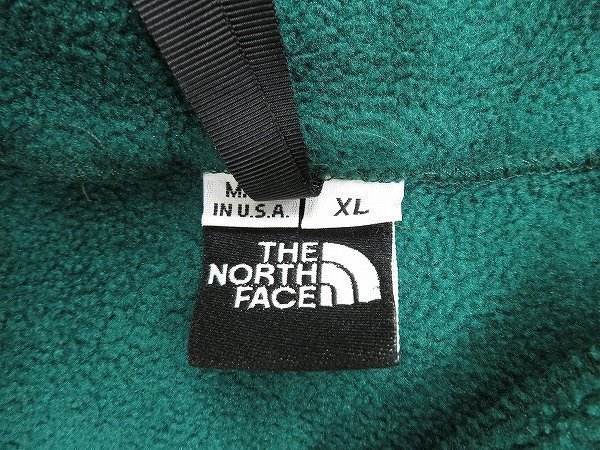 IN U.S.A.
XL
THE
NORTH
FACE